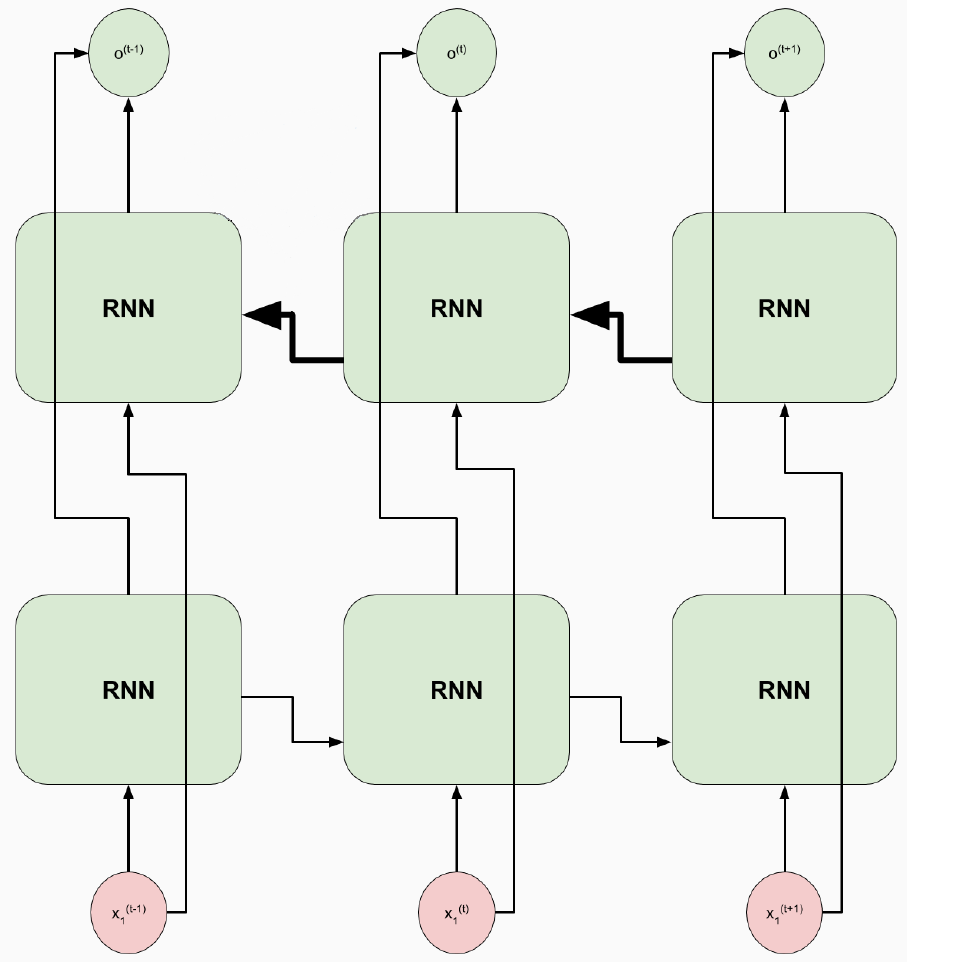 o(t-1) o(t) o(t+1)
RNN RNN RNN
RNN RNN RNN
x1(t-1) x1(t) x1(t+1)